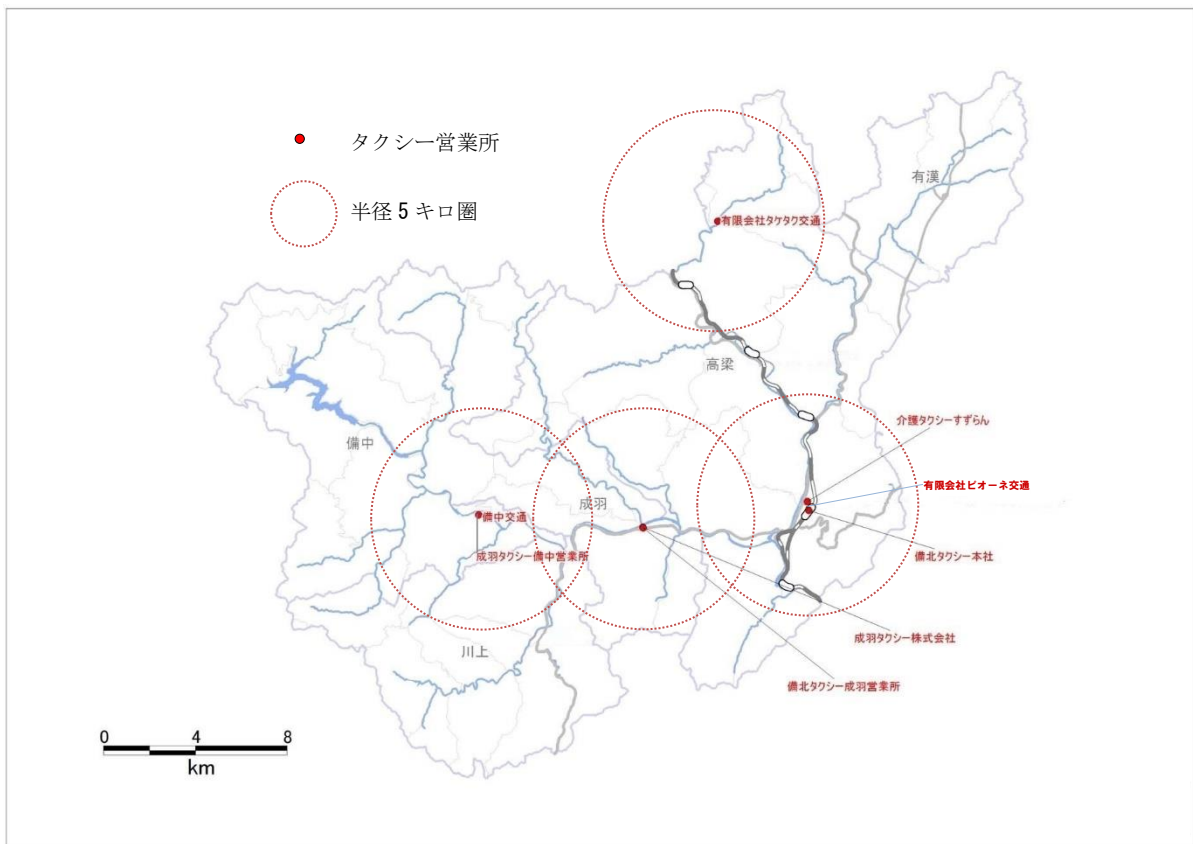 タクシー営業所
半径5キロ圏
有漢
有限会社タケタク交通
高梁
介護タクシーすずらん
備中
有限会社ピオーネ交通
成羽
備中交通
成羽タクシー備中営業所
備北タクシー本社
成羽タクシー株式会社
川上
備北タクシー成羽営業所
0 4 8
km